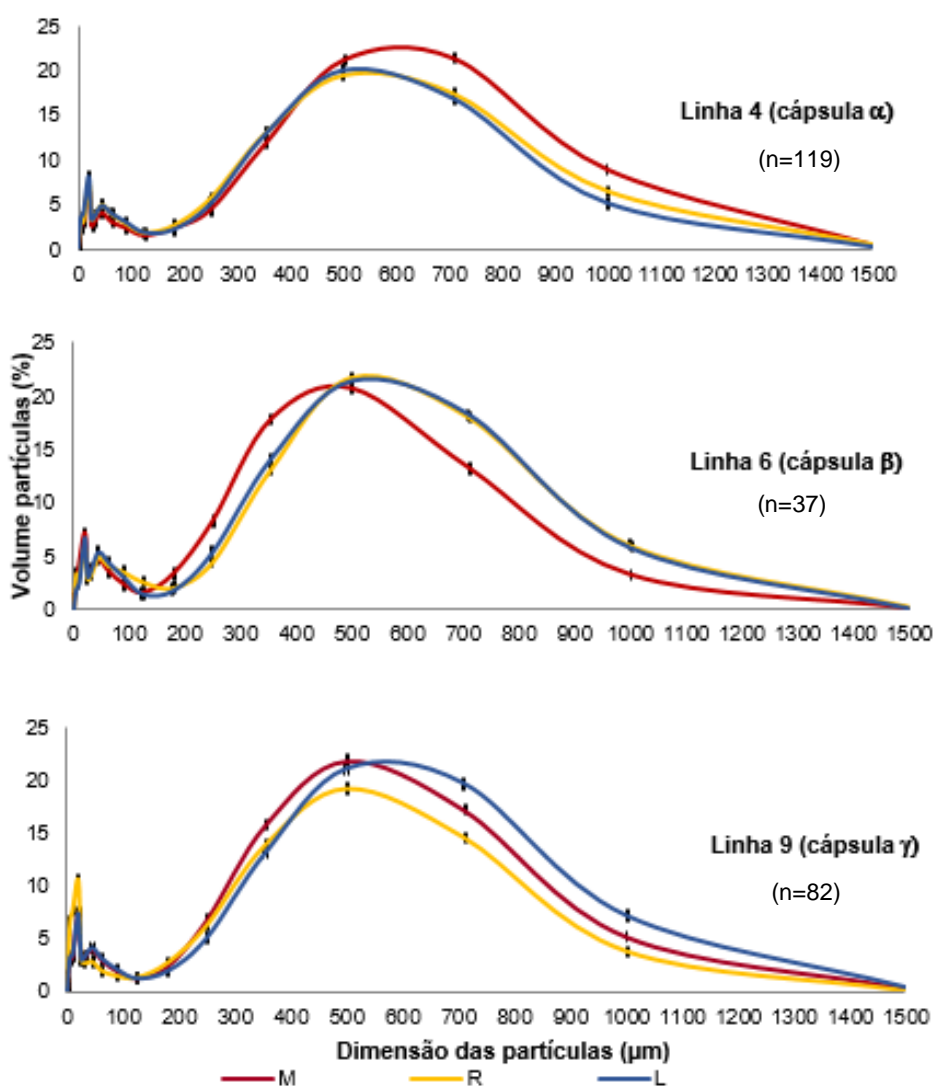 25
20
15
10
5
0
Linha 4 (cápsula α)
(n=119)
0 100 200 300 400 500 600 700 800 900 1000 1100 1200 1300 1400 1500
Volume partículas (%)
25
20
15
10
5
0
Linha 6 (cápsula β)
(n=37)
0 100 200 300 400 500 600 700 800 900 1000 1100 1200 1300 1400 1500
25
20
15
10
5
0
Linha 9 (cápsula γ)
(n=82)
0 100 200 300 400 500 600 700 800 900 1000 1100 1200 1300 1400 1500
Dimensão das partículas (µm)
M R L